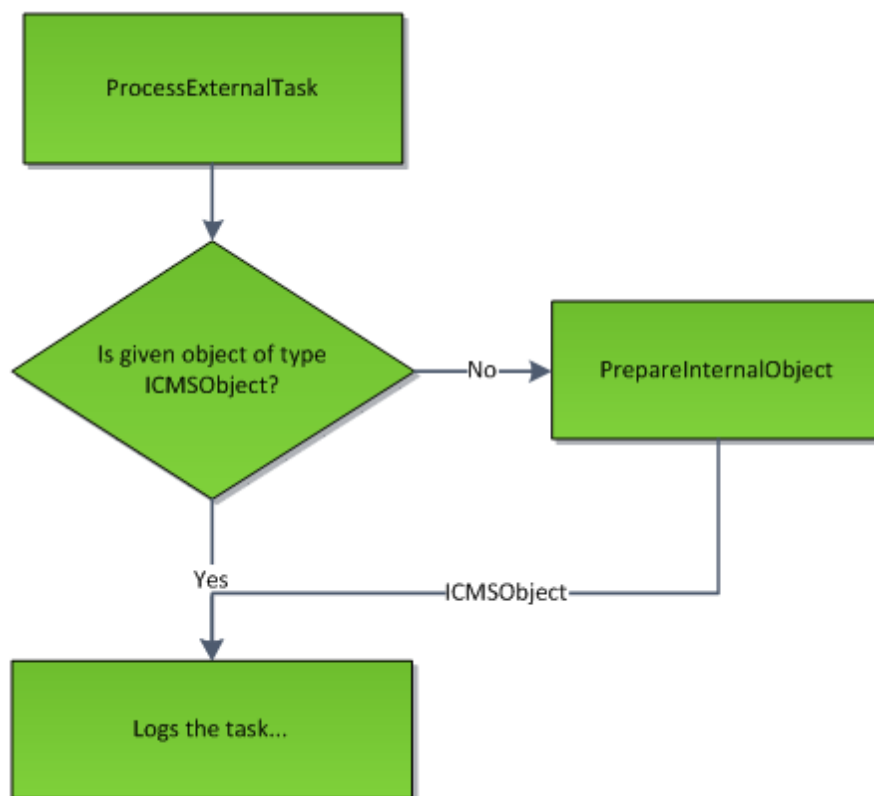 ProcessExternalTask
Is given object of type
ICMSObject?
No
PrepareInternalObject
Yes
ICMSObject
Logs the task...